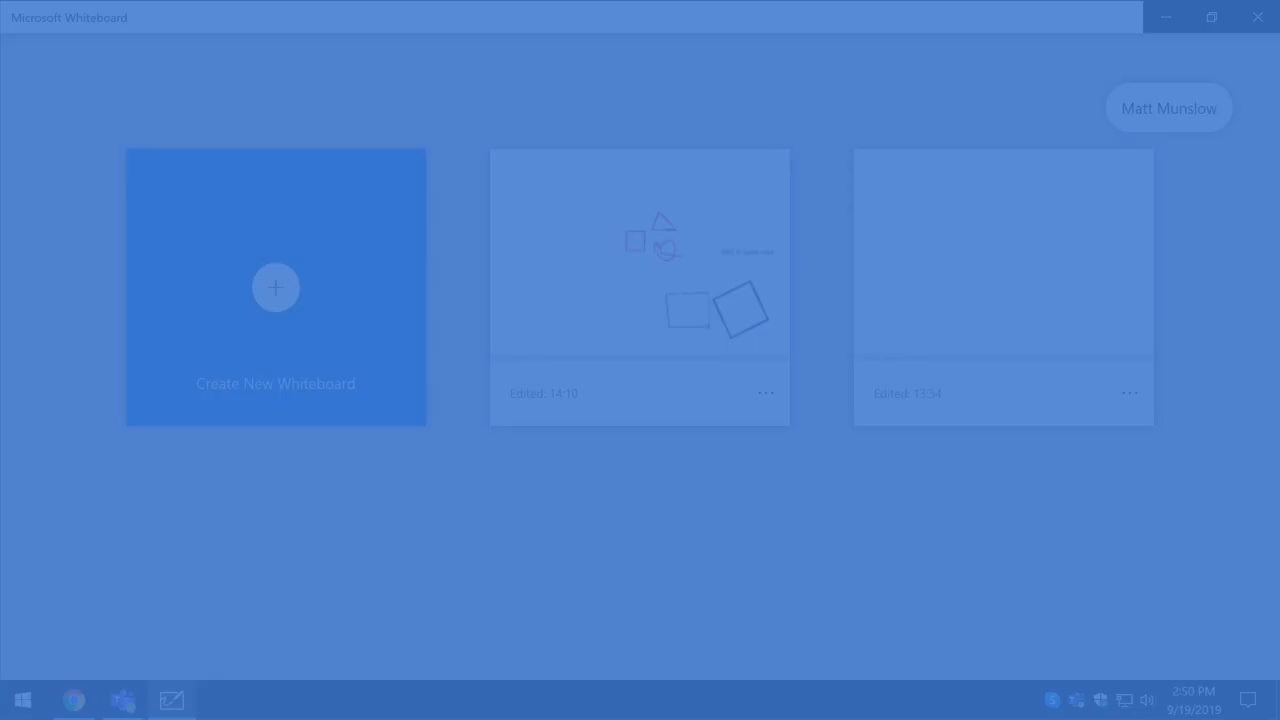 Microsoft Whiteboard
Matt Munslow
Create New Whiteboard
Edited: 14:10
Edited: 13:54
2:50 PM
9/19/2019